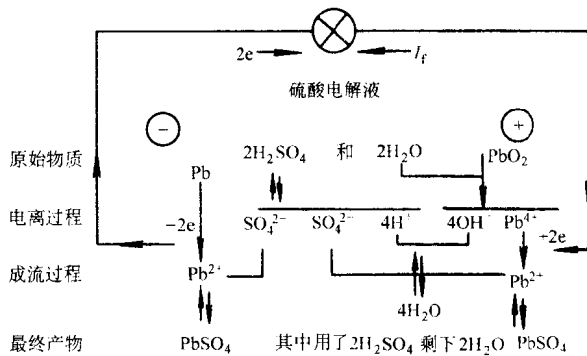 2e I_f
硫酸电解液
− +
原始物质 Pb 2H₂SO₄ 和 2H₂O PbO₂
电离过程 −2e SO₄²⁻ SO₄²⁻ 4H⁺ 4OH⁻ Pb⁴⁺ +2e
成流过程 Pb²⁺ Pb²⁺
4H₂O
最终产物 PbSO₄ 其中用了2H₂SO₄ 剩下2H₂O PbSO₄